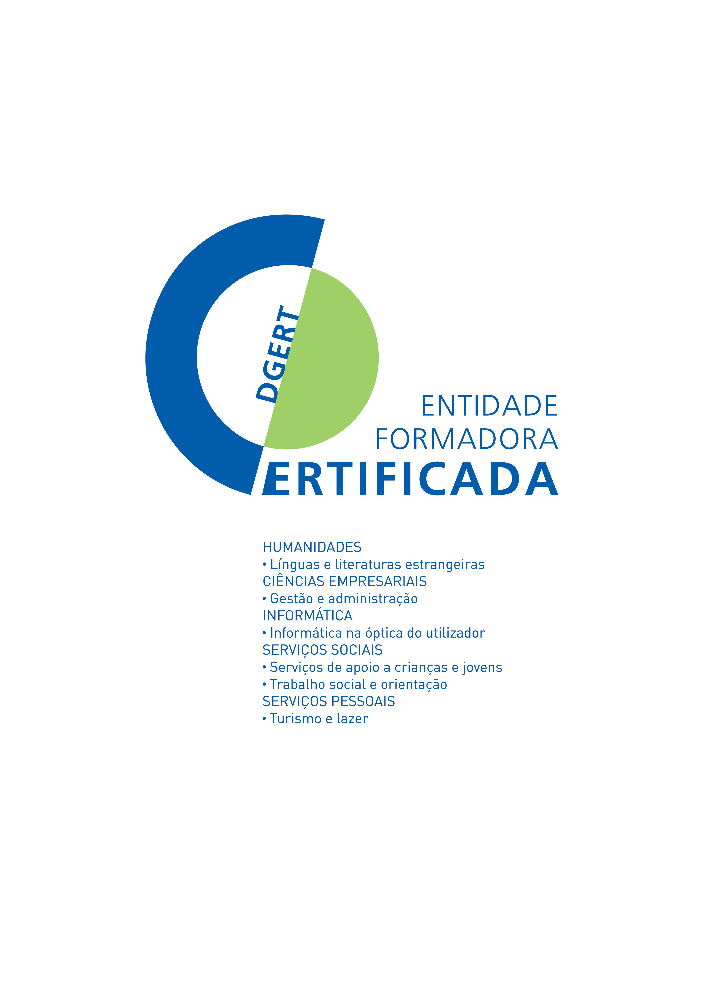 DGERT
ENTIDADE
FORMADORA
CERTIFICADA
HUMANIDADES
• Línguas e literaturas estrangeiras
CIÊNCIAS EMPRESARIAIS
• Gestão e administração
INFORMÁTICA
• Informática na óptica do utilizador
SERVIÇOS SOCIAIS
• Serviços de apoio a crianças e jovens
• Trabalho social e orientação
SERVIÇOS PESSOAIS
• Turismo e lazer